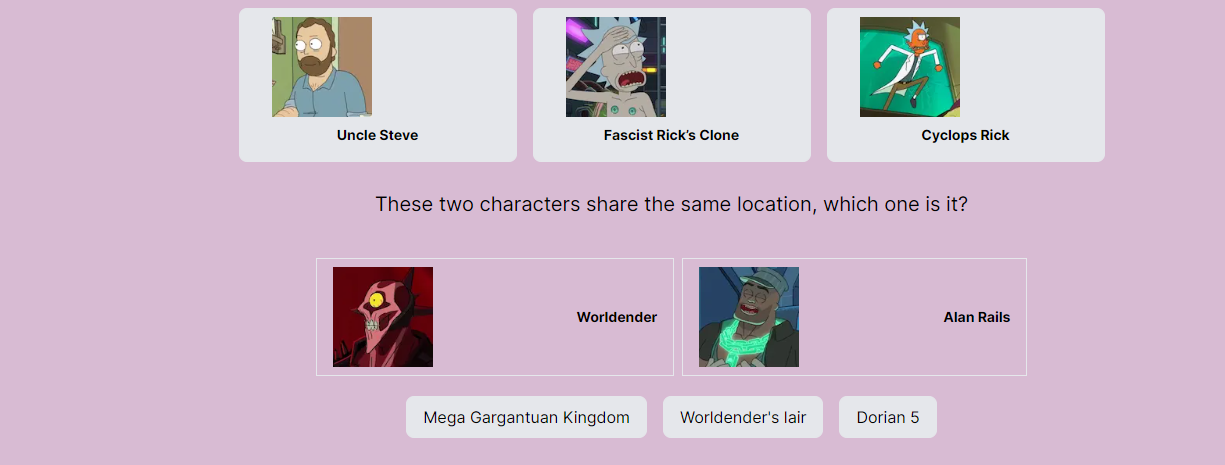 Uncle Steve
Fascist Rick’s Clone
Cyclops Rick
These two characters share the same location, which one is it?
Worldender
Alan Rails
Mega Gargantuan Kingdom
Worldender's lair
Dorian 5